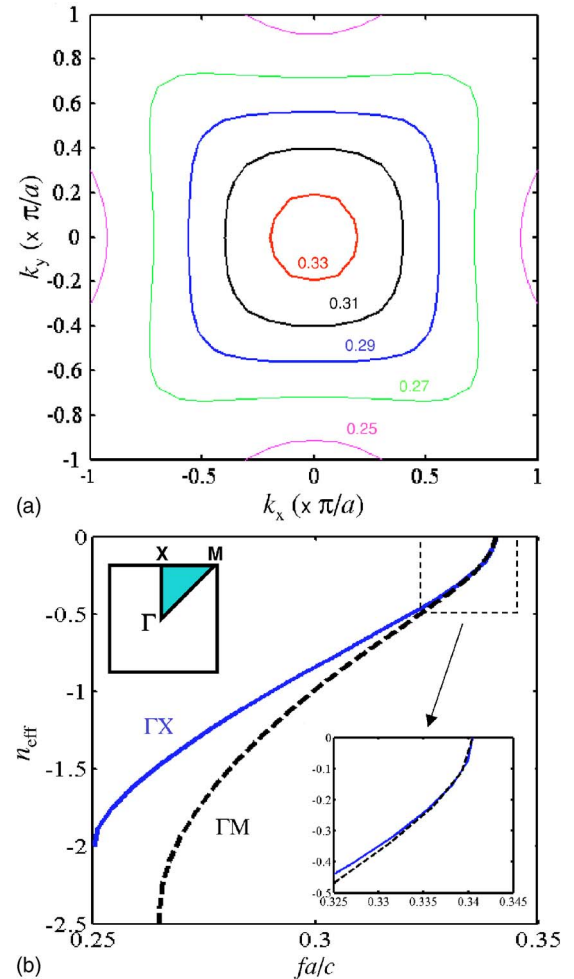 1
0.8
0.6
0.4
0.2
0
-0.2
-0.4
-0.6
-0.8
-1
k_y (× π/a)
0.33
0.31
0.29
0.27
0.25
-1 -0.5 0 0.5 1
k_x (× π/a)
(a)
0
-0.5
-1
-1.5
-2
-2.5
n_eff
X M
Γ
ΓX
ΓM
0
-0.1
-0.2
-0.3
-0.4
-0.5
0.325 0.33 0.335 0.34 0.345
0.25 0.3 0.35
fa/c
(b)